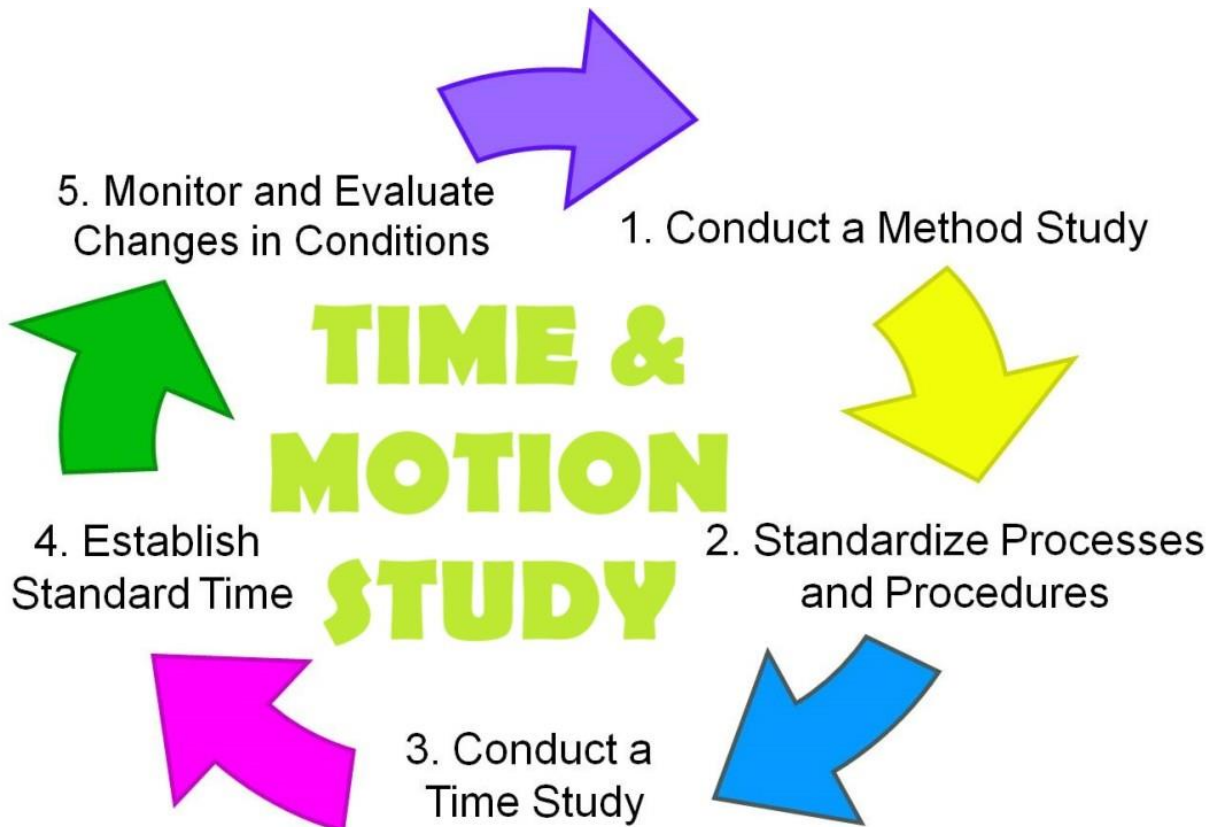 5. Monitor and Evaluate
Changes in Conditions
1. Conduct a Method Study
TIME &
MOTION
STUDY
2. Standardize Processes
and Procedures
3. Conduct a
Time Study
4. Establish
Standard Time